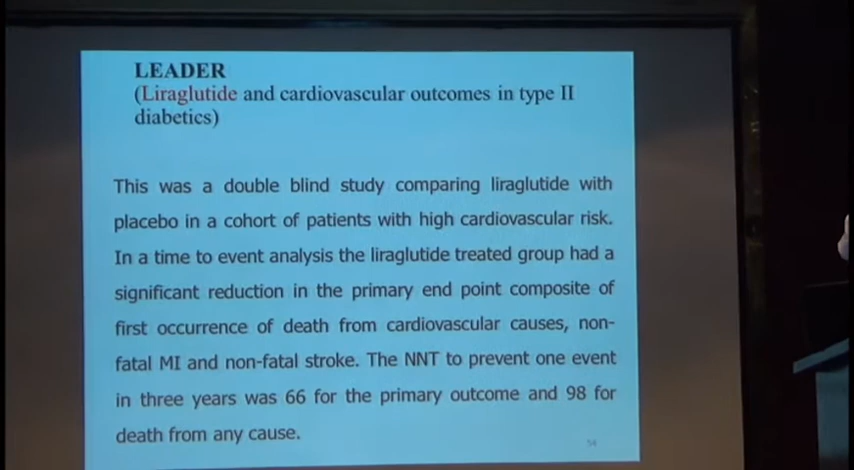 LEADER
(Liraglutide and cardiovascular outcomes in type II
diabetics)
This was a double blind study comparing liraglutide with
placebo in a cohort of patients with high cardiovascular risk.
In a time to event analysis the liraglutide treated group had a
significant reduction in the primary end point composite of
first occurrence of death from cardiovascular causes, non-
fatal MI and non-fatal stroke. The NNT to prevent one event
in three years was 66 for the primary outcome and 98 for
death from any cause.